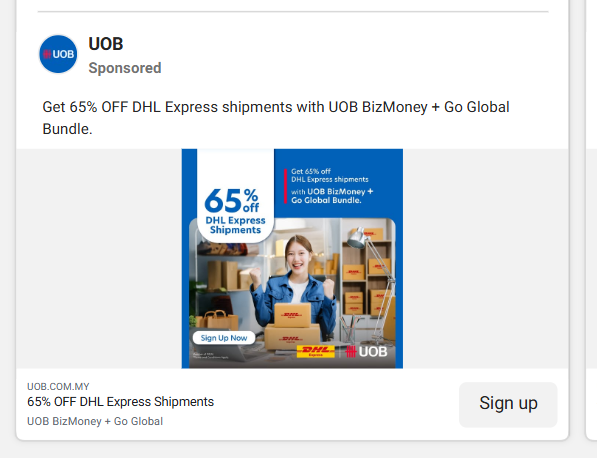 UOB
UOB
Sponsored
Get 65% OFF DHL Express shipments with UOB BizMoney + Go Global
Bundle.
65%
off
DHL Express
Shipments
Get 65% off
DHL Express shipments
with UOB BizMoney +
Go Global Bundle.
Sign Up Now
DHL
Express
UOB
UOB.COM.MY
65% OFF DHL Express Shipments
UOB BizMoney + Go Global
Sign up